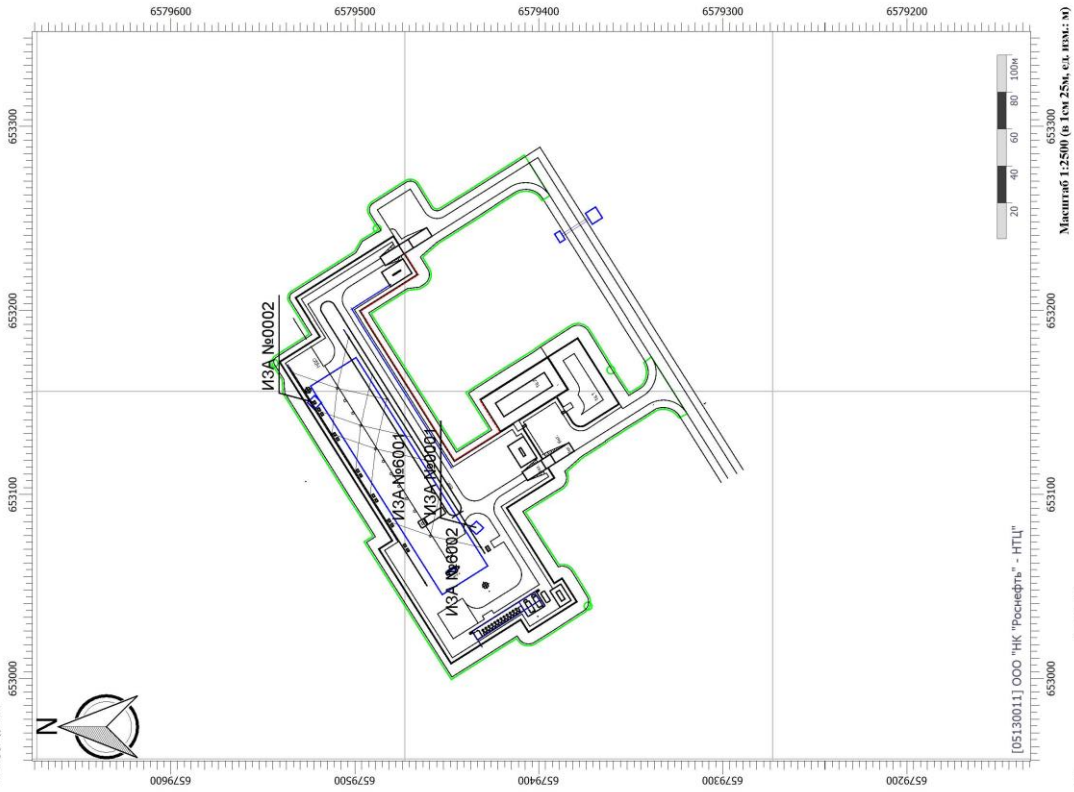 6579600 6579500 6579400 6579300 6579200
653300
653200
653100
653000
653300
653200
653100
653000
20 40 60 80 100м
Масштаб 1:2500 (в 1см 25м, ед. изм.: м)
ИЗА №0002
ИЗА №6001
ИЗА №0001
ИЗА №6002
N
[05130011] ООО "НК "Роснефть" - НТЦ"
6579600 6579500 6579400 6579300 6579200